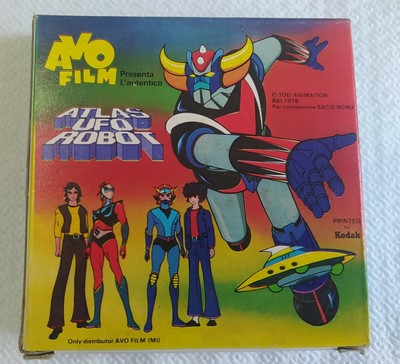 AVO
FILM
Presenta
L'autentico
ATLAS
UFO
ROBOT
© TOEI ANIMATION
RAI 1978
Per concessione SACIS ROMA
PRINTED
on
Kodak
Only distributor AVO FILM (MI)